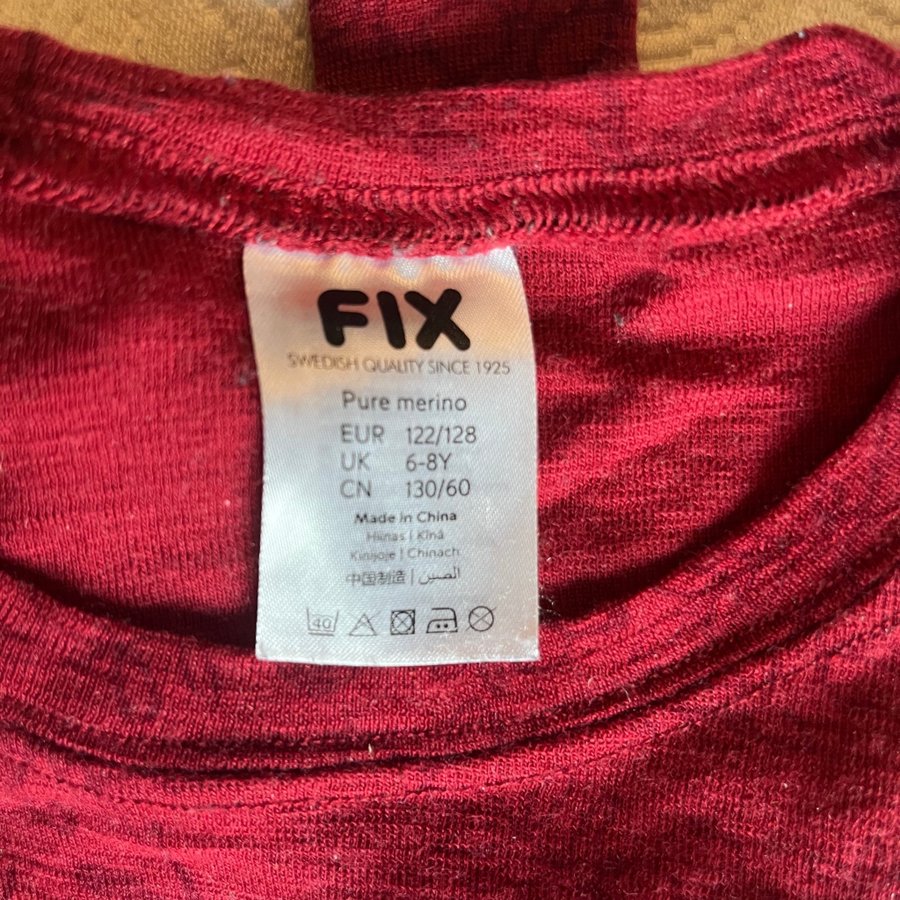 FIX
SWEDISH QUALITY SINCE 1925
Pure merino
EUR 122/128
UK 6-8Y
CN 130/60
Made in China
Hiinas | Ķīnā
Kinijoje | Chinach
中国制造 | الصين
40